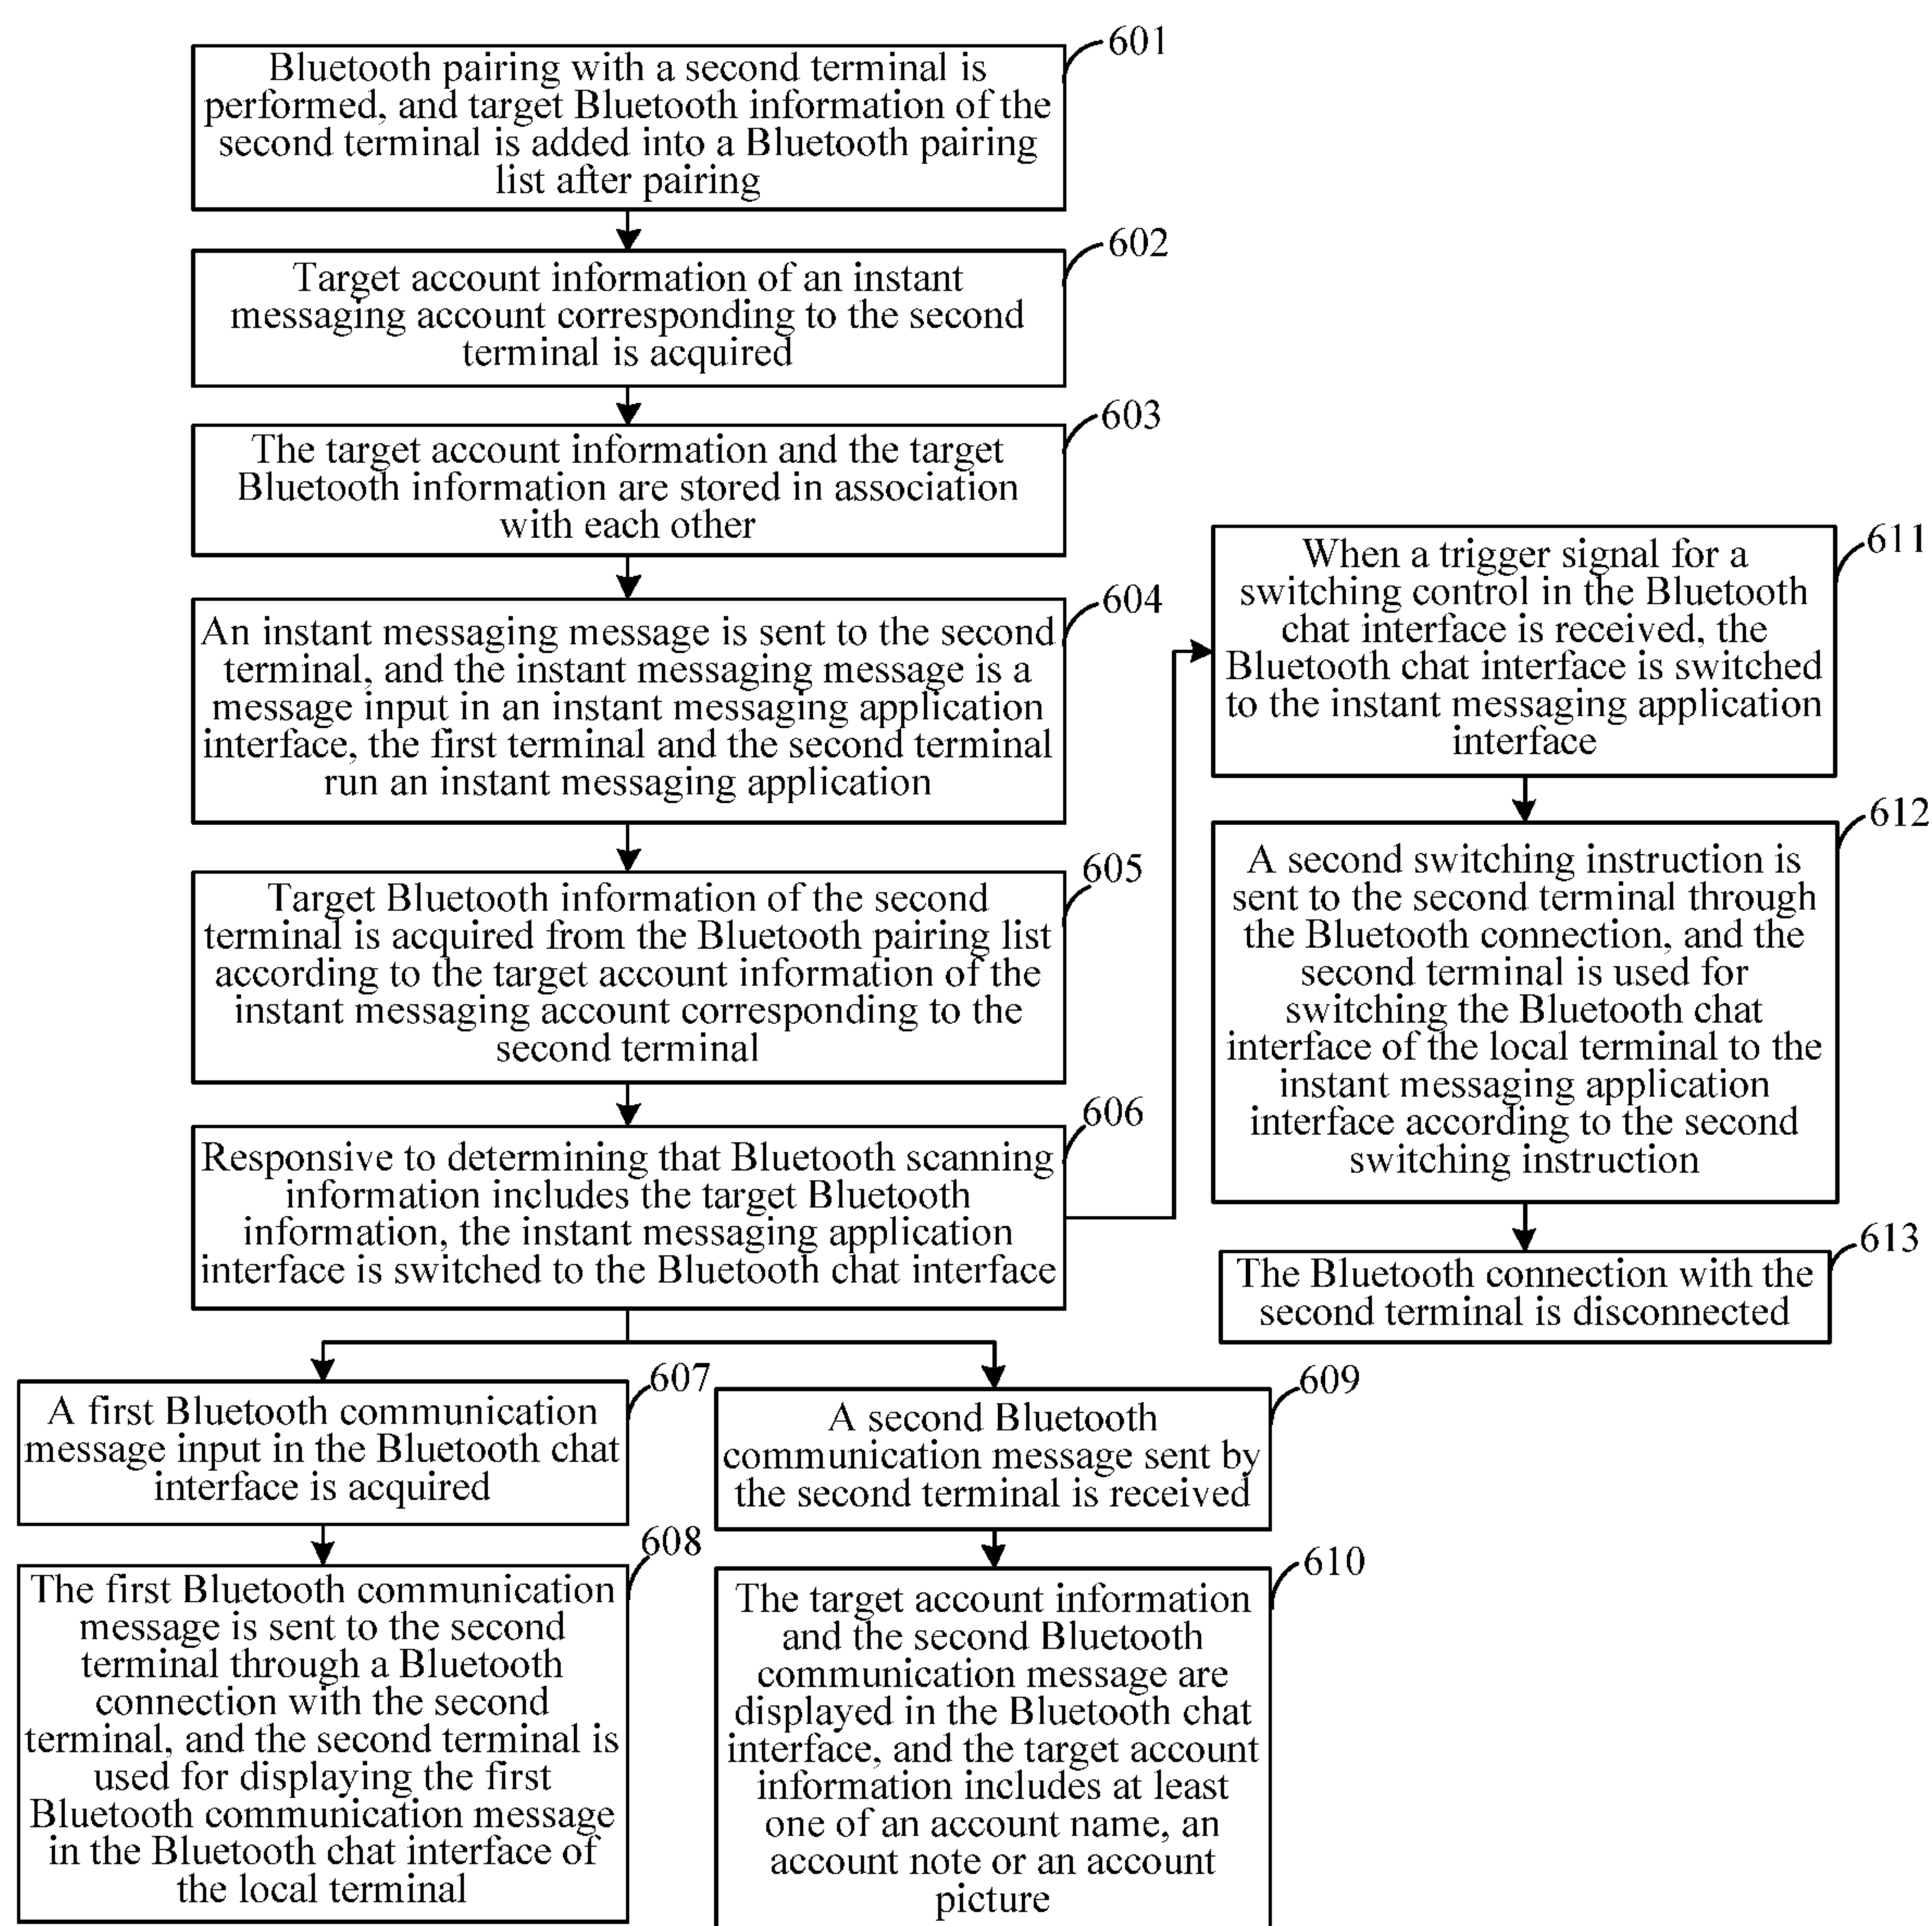 601
Bluetooth pairing with a second terminal is
performed, and target Bluetooth information of the
second terminal is added into a Bluetooth pairing
list after pairing
602
Target account information of an instant
messaging account corresponding to the second
terminal is acquired
603
The target account information and the target
Bluetooth information are stored in association
with each other
604
An instant messaging message is sent to the second
terminal, and the instant messaging message is a
message input in an instant messaging application
interface, the first terminal and the second terminal
run an instant messaging application
605
Target Bluetooth information of the second
terminal is acquired from the Bluetooth pairing list
according to the target account information of the
instant messaging account corresponding to the
second terminal
606
Responsive to determining that Bluetooth scanning
information includes the target Bluetooth
information, the instant messaging application
interface is switched to the Bluetooth chat interface
607
A first Bluetooth communication
message input in the Bluetooth chat
interface is acquired
608
The first Bluetooth communication
message is sent to the second
terminal through a Bluetooth
connection with the second
terminal, and the second terminal is
used for displaying the first
Bluetooth communication message
in the Bluetooth chat interface of
the local terminal
609
A second Bluetooth
communication message sent by
the second terminal is received
610
The target account information
and the second Bluetooth
communication message are
displayed in the Bluetooth chat
interface, and the target account
information includes at least
one of an account name, an
account note or an account
picture
611
When a trigger signal for a
switching control in the Bluetooth
chat interface is received, the
Bluetooth chat interface is switched
to the instant messaging application
interface
612
A second switching instruction is
sent to the second terminal through
the Bluetooth connection, and the
second terminal is used for
switching the Bluetooth chat
interface of the local terminal to the
instant messaging application
interface according to the second
switching instruction
613
The Bluetooth connection with the
second terminal is disconnected